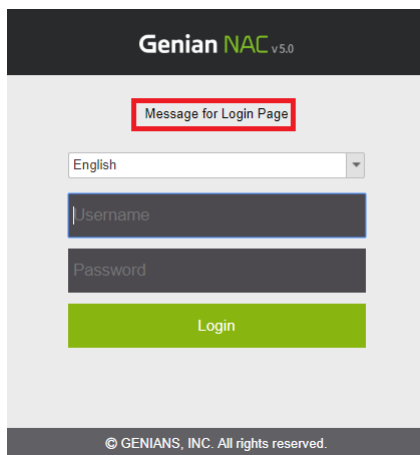 Genian NAC v5.0
Message for Login Page
English
Username
Password
Login
© GENIANS, INC. All rights reserved.